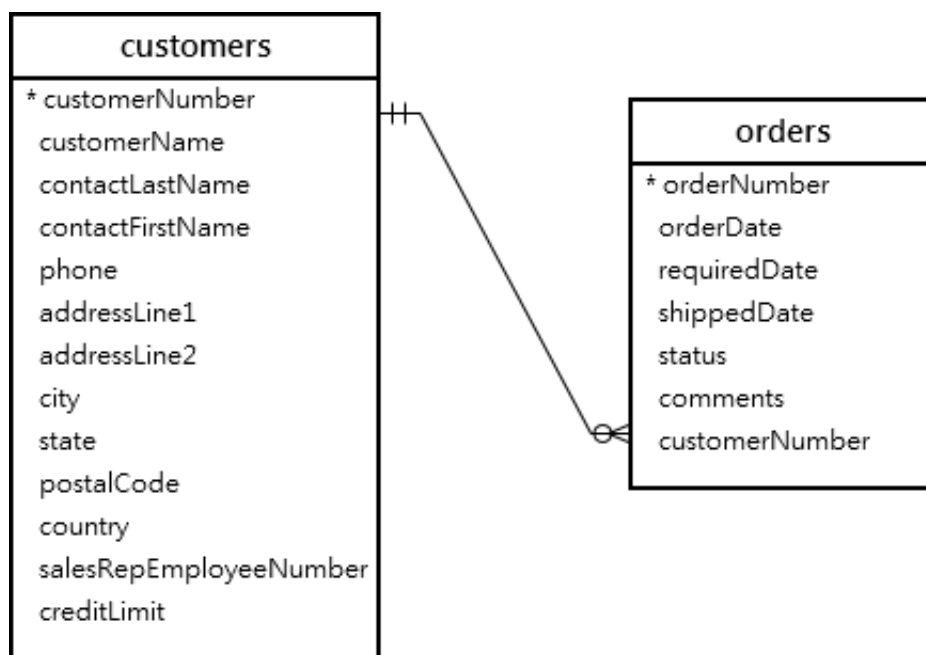 customers
* customerNumber
customerName
contactLastName
contactFirstName
phone
addressLine1
addressLine2
city
state
postalCode
country
salesRepEmployeeNumber
creditLimit
orders
* orderNumber
orderDate
requiredDate
shippedDate
status
comments
customerNumber